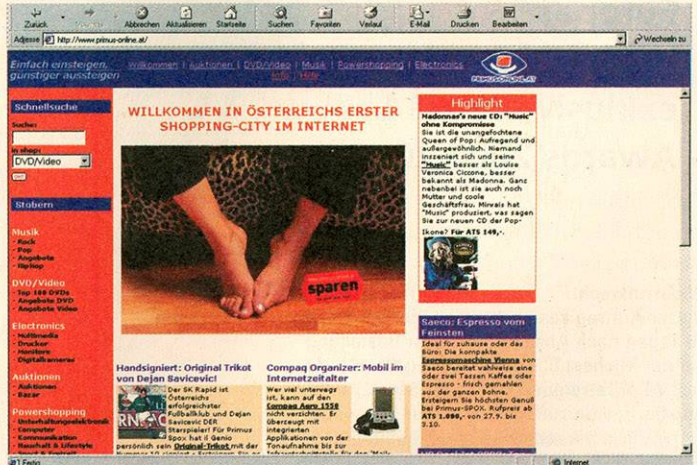 Zurück
Abbrechen Aktualisieren Startseite Suchen Favoriten Verlauf E-Mail Drucken Bearbeiten
Adresse http://www.primus-online.at/ Wechseln zu
Einfach einsteigen,
günstiger aussteigen
Willkommen | Auktionen | DVD/Video | Musik | Powershopping | Electronics
Info | Hilfe
PRIMUSONLINE.AT
Schnellsuche
Suche:
in shop:
DVD/Video
Stöbern
Musik
· Rock
· Pop
· Angebote
· HipHop
DVD/Video
· Top 100 DVDs
· Angebote DVD
· Angebote Video
Electronics
· Multimedia
· Drucker
· Monitore
· Digitalkameras
Auktionen
· Auktionen
· Bazar
Powershopping
· Unterhaltungselektronik
· Computer
· Kommunikation
· Haushalt & Lifestyle
WILLKOMMEN IN ÖSTERREICHS ERSTER
SHOPPING-CITY IM INTERNET
sparen
Handsigniert: Original Trikot
von Dejan Savicevic!
Der SK Rapid ist
Österreichs
erfolgreichster
Fußballklub und Dejan
Savicevic DER
Starspieler! Für Primus
Spox hat il Genio
persönlich sein Original-Trikot mit der
Compaq Organizer: Mobil im
Internetzeitalter
Wer viel unterwegs
ist, kann auf den
Compaq Aero 1550
nicht verzichten. Er
überzeugt mit
integrierten
Applikationen von der
Tonaufnahme bis zur
Highlight
Madonnas's neue CD: "Music"
ohne Kompromisse
Sie ist die unangefochtene
Queen of Pop: Aufregend und
außergewöhnlich. Niemand
inszeniert sich und seine
"Music" besser als Louise
Veronica Ciccone, besser
bekannt als Madonna. Ganz
nebenbei ist sie auch noch
Mutter und coole
Geschäftsfrau. Mirwais hat
"Music" produziert, was sagen
Sie zur neuen CD der Pop-
Ikone? Für ATS 149,-.
Saeco: Espresso vom
Feinsten
Ideal für zuhause oder das
Büro: Die kompakte
Espressomaschine Vienna von
Saeco bereitet wahlweise eine
oder zwei Tassen Kaffee oder
Espresso - frisch gemahlen
aus der ganzen Bohne.
Ersteigern Sie höchsten Genuß
bei Primus-SPOX. Rufpreis ab
ATS 1.090,- von 27.9. bis
3.10.
Fertig
Internet